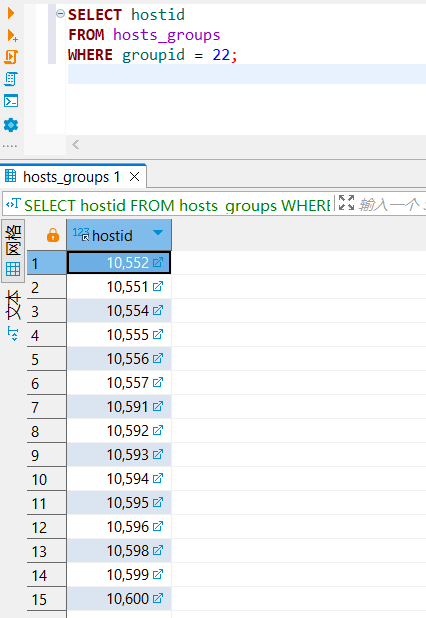 SELECT hostid
FROM hosts_groups
WHERE groupid = 22;
hosts_groups 1
SELECT hostid FROM hosts_groups WHERE
输入一个
网格
文本
123 hostid
1 10,552
2 10,551
3 10,554
4 10,555
5 10,556
6 10,557
7 10,591
8 10,592
9 10,593
10 10,594
11 10,595
12 10,596
13 10,598
14 10,599
15 10,600